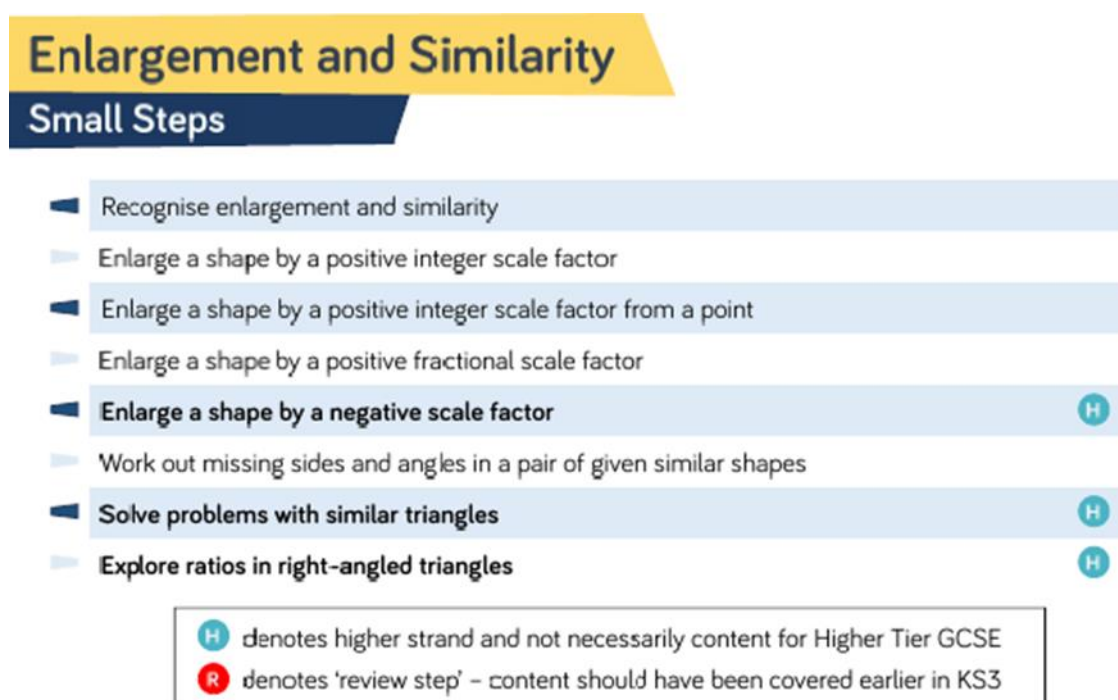 Enlargement and Similarity
Small Steps
Recognise enlargement and similarity
Enlarge a shape by a positive integer scale factor
Enlarge a shape by a positive integer scale factor from a point
Enlarge a shape by a positive fractional scale factor
Enlarge a shape by a negative scale factor H
Work out missing sides and angles in a pair of given similar shapes
Solve problems with similar triangles H
Explore ratios in right-angled triangles H
H denotes higher strand and not necessarily content for Higher Tier GCSE
R denotes 'review step' – content should have been covered earlier in KS3